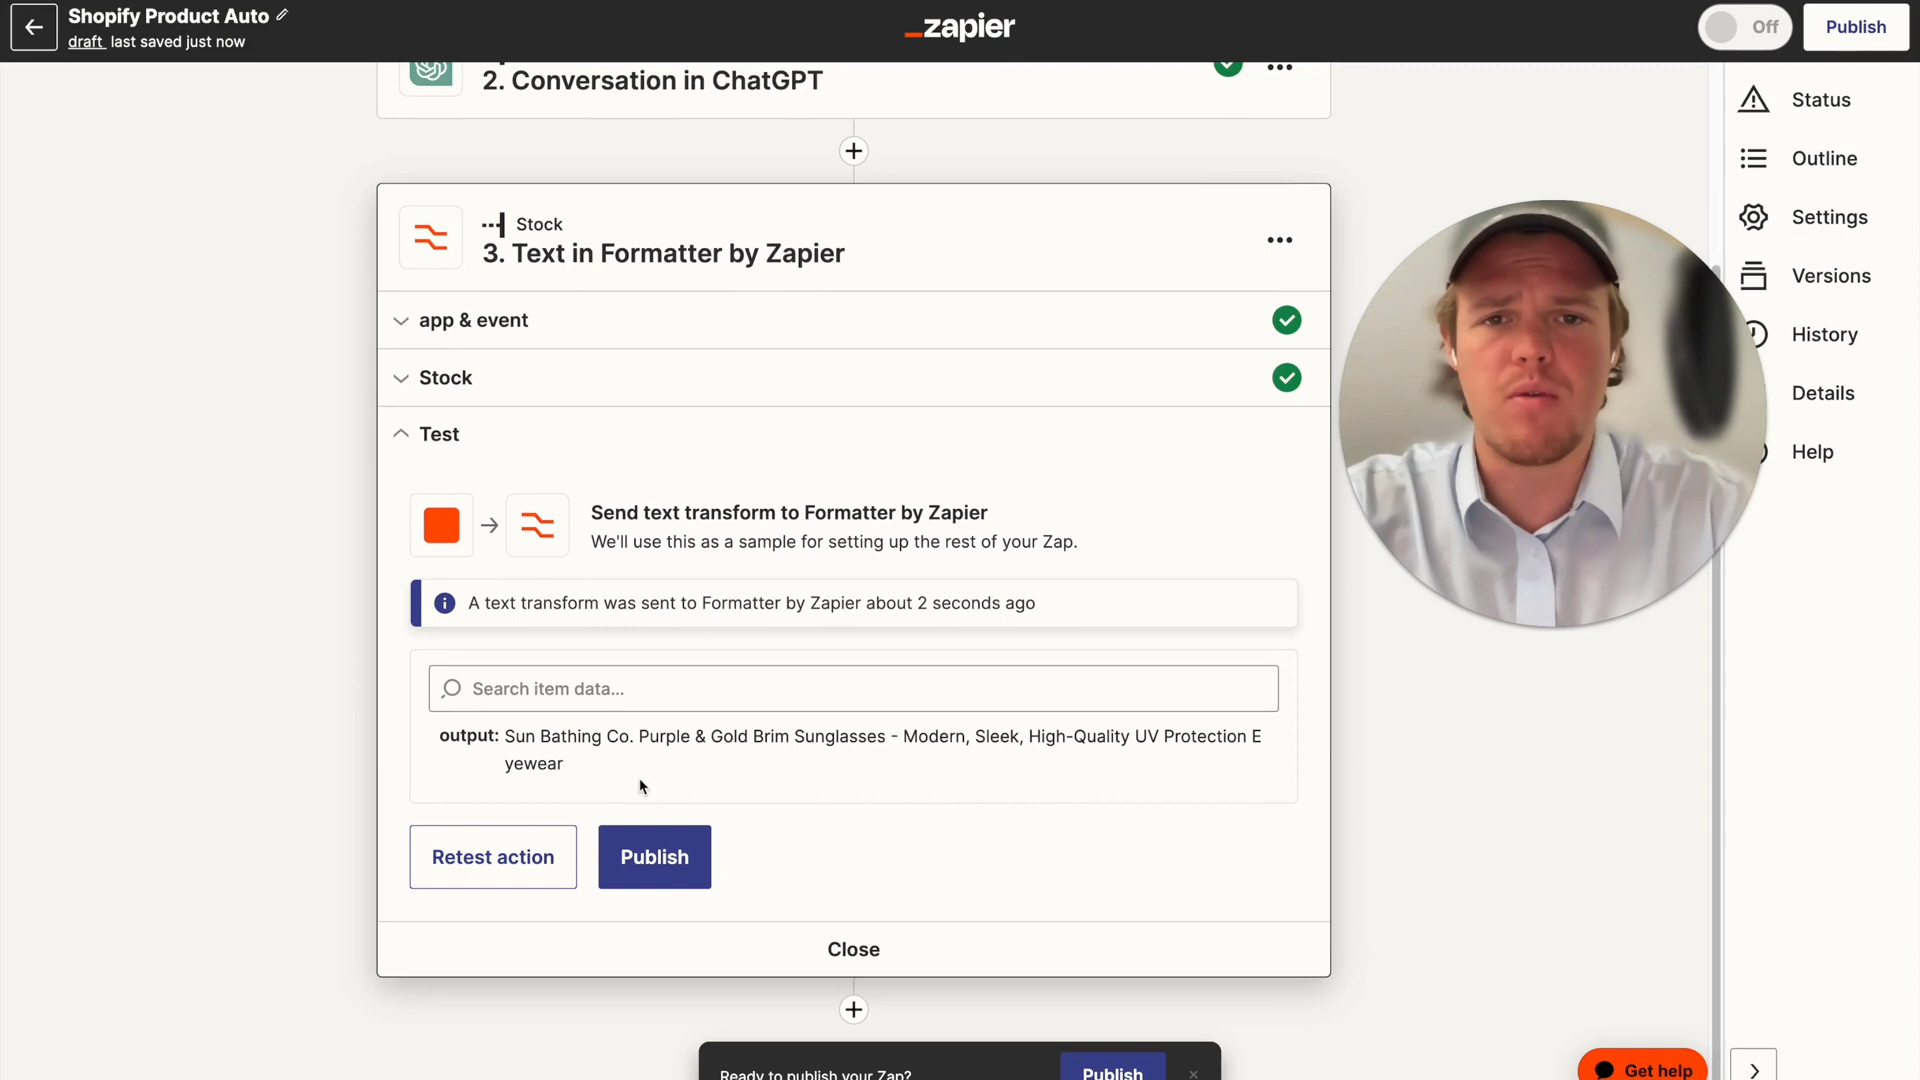 Shopify Product Auto
draft last saved just now
zapier
Off
Publish
2. Conversation in ChatGPT
Status
Outline
Settings
Versions
History
Details
Help
Stock
3. Text in Formatter by Zapier
app & event
Stock
Test
Send text transform to Formatter by Zapier
We'll use this as a sample for setting up the rest of your Zap.
A text transform was sent to Formatter by Zapier about 2 seconds ago
Search item data...
output: Sun Bathing Co. Purple & Gold Brim Sunglasses - Modern, Sleek, High-Quality UV Protection E
yewear
Retest action
Publish
Close
Ready to publish your Zap?
Publish
Get help